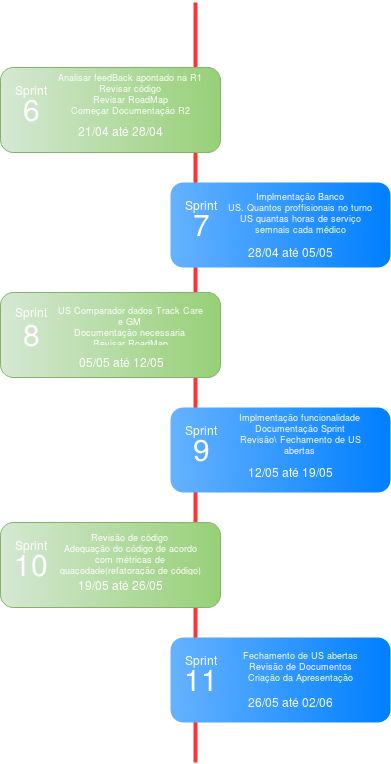 Sprint
6
Analisar feedBack apontado na R1
Revisar código
Revisar RoadMap
Começar Documentação R2
21/04 até 28/04
Sprint
7
Implmentação Banco
US. Quantos proffisionais no turno
US quantas horas de serviço
semnais cada médico
28/04 até 05/05
Sprint
8
US Comparador dados Track Care
e GM
Documentação necessaria
Revisar RoadMap
05/05 até 12/05
Sprint
9
Implmentação funcionalidade
Documentação Sprint
Revisão\ Fechamento de US
abertas
12/05 até 19/05
Sprint
10
Revisão de código
Adequação do código de acordo
com métricas de
quacodade(refatoração de código)
19/05 até 26/05
Sprint
11
Fechamento de US abertas
Revisão de Documentos
Criação da Apresentação
26/05 até 02/06